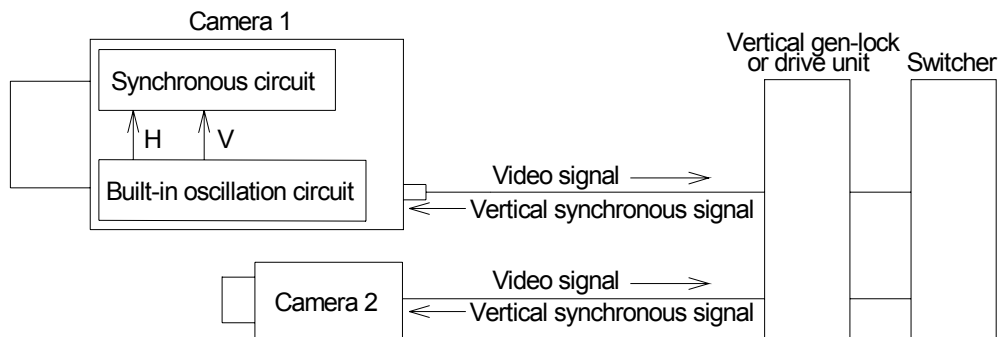 Camera 1
Synchronous circuit
H
V
Built-in oscillation circuit
Video signal
Vertical synchronous signal
Vertical gen-lock
or drive unit
Switcher
Camera 2
Video signal
Vertical synchronous signal